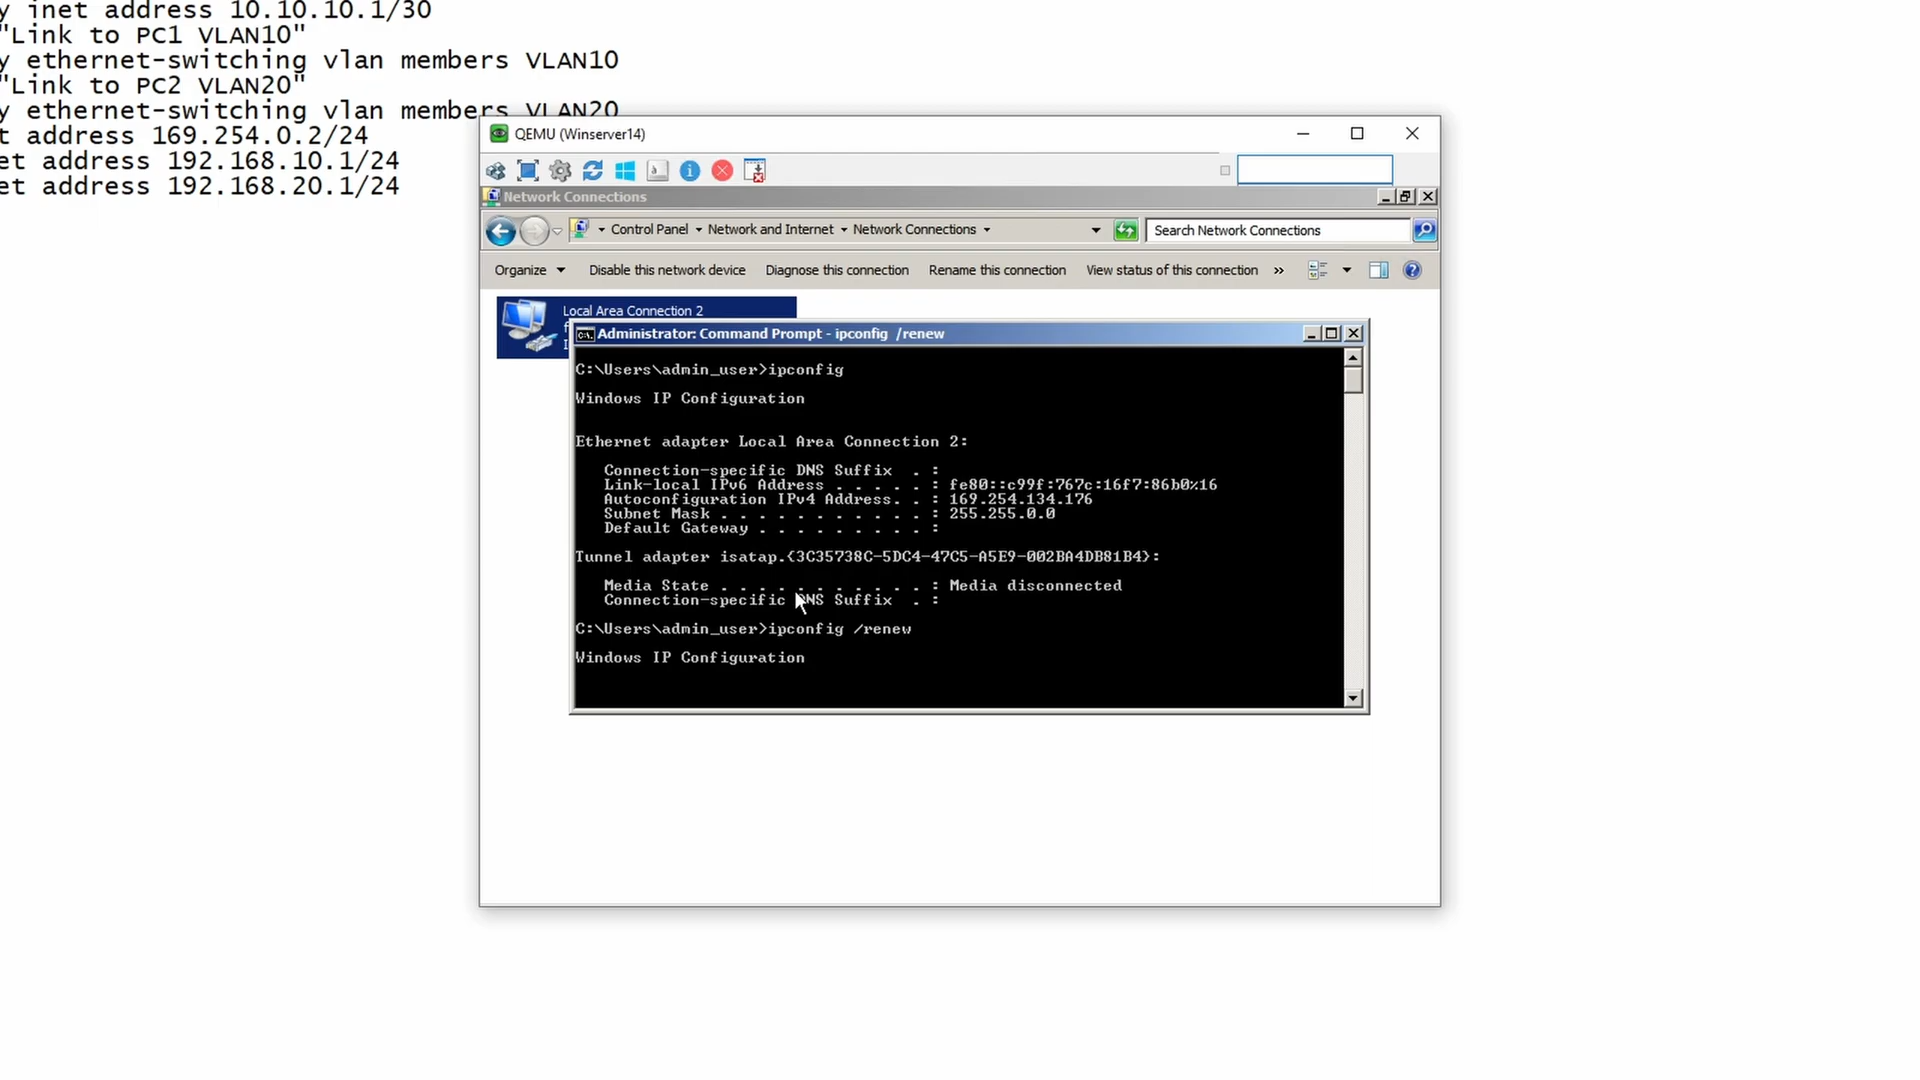 y inet address 10.10.10.1/30
"Link to PC1 VLAN10"
y ethernet-switching vlan members VLAN10
"Link to PC2 VLAN20"
y ethernet-switching vlan members VLAN20
t address 169.254.0.2/24
et address 192.168.10.1/24
et address 192.168.20.1/24
QEMU (Winserver14)
Network Connections
Control Panel Network and Internet Network Connections
Search Network Connections
Organize Disable this network device Diagnose this connection Rename this connection View status of this connection »
Local Area Connection 2
Administrator: Command Prompt - ipconfig /renew
C:\Users\admin_user>ipconfig
Windows IP Configuration
Ethernet adapter Local Area Connection 2:
Connection-specific DNS Suffix . :
Link-local IPv6 Address . . . . . : fe80::c99f:767c:16f7:86b0%16
Autoconfiguration IPv4 Address. . : 169.254.134.176
Subnet Mask . . . . . . . . . . . : 255.255.0.0
Default Gateway . . . . . . . . . :
Tunnel adapter isatap.{3C35738C-5DC4-47C5-A5E9-002BA4DB81B4}:
Media State . . . . . . . . . . . : Media disconnected
Connection-specific DNS Suffix . :
C:\Users\admin_user>ipconfig /renew
Windows IP Configuration